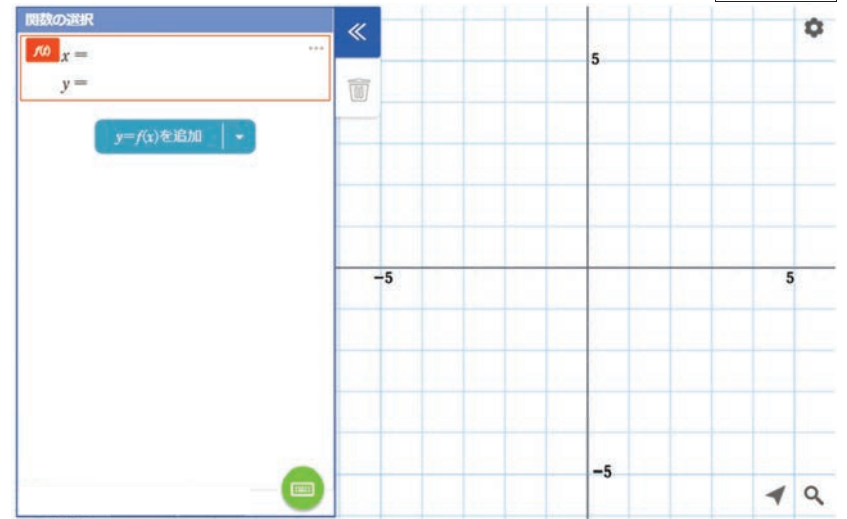 関数の選択
f() x =
y =
y=f(x)を追加
5
-5
5
-5